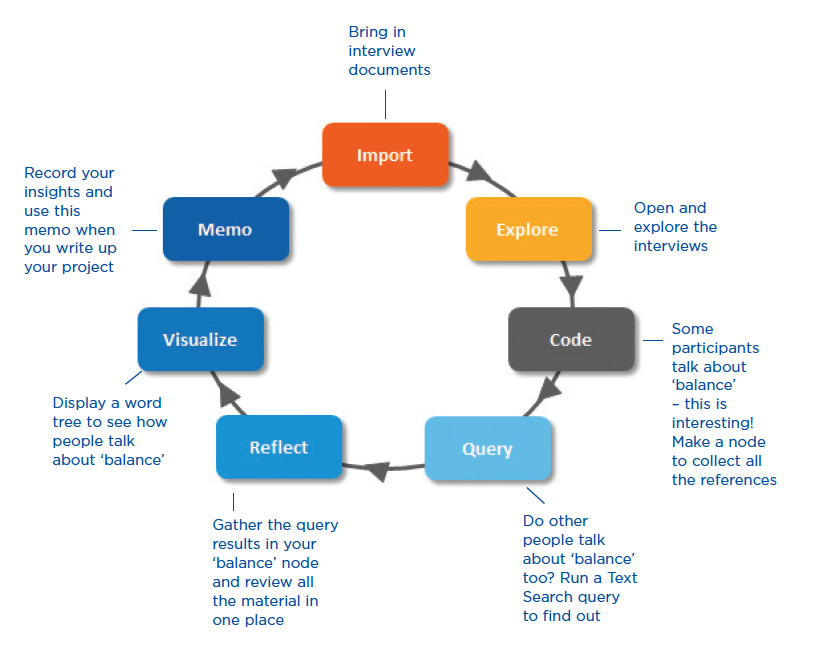 Bring in
interview
documents
Import
Explore
Open and
explore the
interviews
Code
Some
participants
talk about
‘balance’
– this is
interesting!
Make a node
to collect all
the references
Query
Do other
people talk
about ‘balance’
too? Run a Text
Search query
to find out
Reflect
Gather the query
results in your
‘balance’ node
and review all
the material in
one place
Visualize
Display a word
tree to see how
people talk
about ‘balance’
Memo
Record your
insights and
use this
memo when
you write up
your project